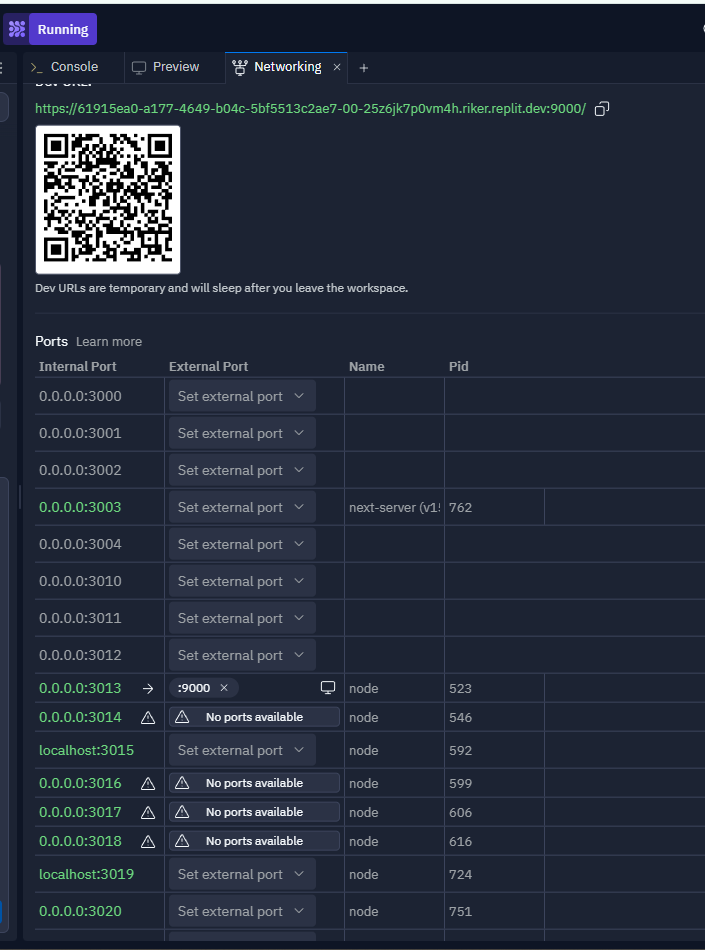 Running
Console Preview Networking
https://61915ea0-a177-4649-b04c-5bf5513c2ae7-00-25z6jk7p0vm4h.riker.replit.dev:9000/
Dev URLs are temporary and will sleep after you leave the workspace.
Ports Learn more
Internal Port External Port Name Pid
0.0.0.0:3000 Set external port
0.0.0.0:3001 Set external port
0.0.0.0:3002 Set external port
0.0.0.0:3003 Set external port next-server (v15 762
0.0.0.0:3004 Set external port
0.0.0.0:3010 Set external port
0.0.0.0:3011 Set external port
0.0.0.0:3012 Set external port
0.0.0.0:3013 → :9000 × node 523
0.0.0.0:3014 No ports available node 546
localhost:3015 Set external port node 592
0.0.0.0:3016 No ports available node 599
0.0.0.0:3017 No ports available node 606
0.0.0.0:3018 No ports available node 616
localhost:3019 Set external port node 724
0.0.0.0:3020 Set external port node 751